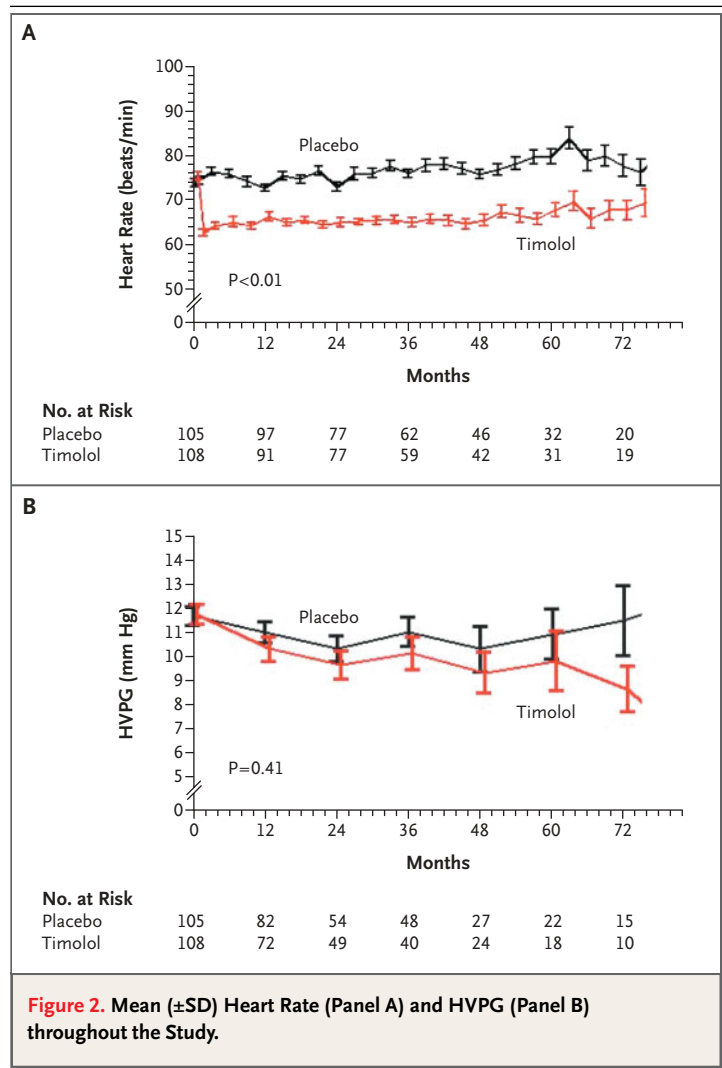 A
100
90
80
70
60
50
0
Heart Rate (beats/min)
Placebo
Timolol
P<0.01
0 12 24 36 48 60 72
Months
No. at Risk
Placebo 105 97 77 62 46 32 20
Timolol 108 91 77 59 42 31 19
B
15
14
13
12
11
10
9
8
7
6
5
0
HVPG (mm Hg)
Placebo
Timolol
P=0.41
0 12 24 36 48 60 72
Months
No. at Risk
Placebo 105 82 54 48 27 22 15
Timolol 108 72 49 40 24 18 10
Figure 2. Mean (±SD) Heart Rate (Panel A) and HVPG (Panel B)
throughout the Study.